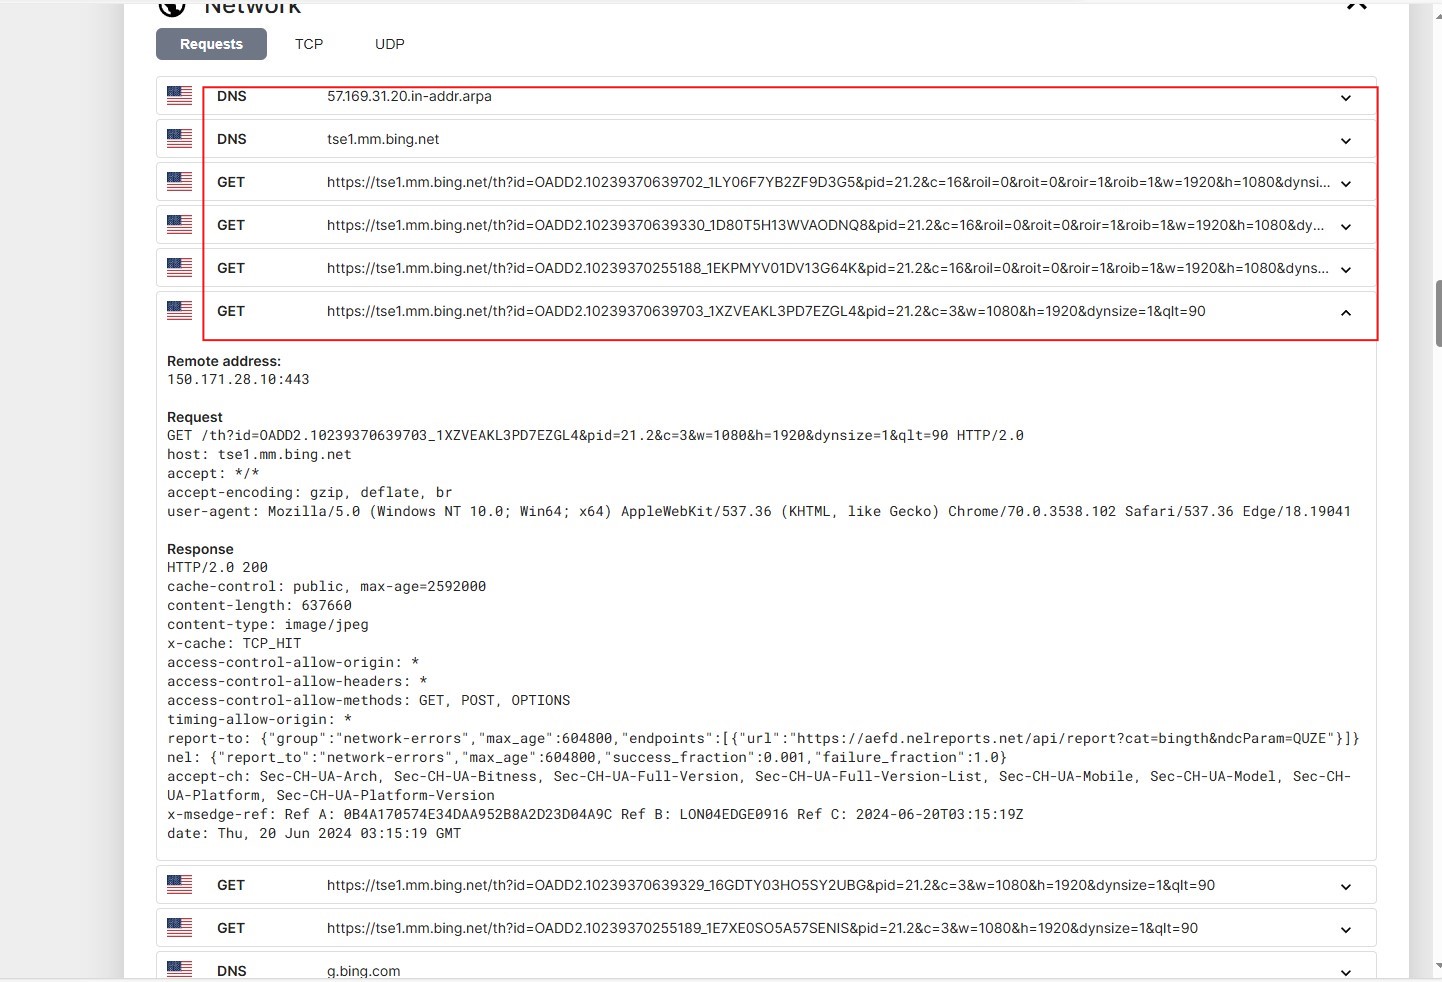 Network
Requests TCP UDP
DNS 57.169.31.20.in-addr.arpa
DNS tse1.mm.bing.net
GET https://tse1.mm.bing.net/th?id=OADD2.10239370639702_1LY06F7YB2ZF9D3G5&pid=21.2&c=16&roil=0&roit=0&roir=1&roib=1&w=1920&h=1080&dynsi...
GET https://tse1.mm.bing.net/th?id=OADD2.10239370639330_1D80T5H13WVAODNQ8&pid=21.2&c=16&roil=0&roit=0&roir=1&roib=1&w=1920&h=1080&dy...
GET https://tse1.mm.bing.net/th?id=OADD2.10239370255188_1EKPMYV01DV13G64K&pid=21.2&c=16&roil=0&roit=0&roir=1&roib=1&w=1920&h=1080&dyns...
GET https://tse1.mm.bing.net/th?id=OADD2.10239370639703_1XZVEAKL3PD7EZGL4&pid=21.2&c=3&w=1080&h=1920&dynsize=1&qlt=90
Remote address:
150.171.28.10:443
Request
GET /th?id=OADD2.10239370639703_1XZVEAKL3PD7EZGL4&pid=21.2&c=3&w=1080&h=1920&dynsize=1&qlt=90 HTTP/2.0
host: tse1.mm.bing.net
accept: */*
accept-encoding: gzip, deflate, br
user-agent: Mozilla/5.0 (Windows NT 10.0; Win64; x64) AppleWebKit/537.36 (KHTML, like Gecko) Chrome/70.0.3538.102 Safari/537.36 Edge/18.19041
Response
HTTP/2.0 200
cache-control: public, max-age=2592000
content-length: 637660
content-type: image/jpeg
x-cache: TCP_HIT
access-control-allow-origin: *
access-control-allow-headers: *
access-control-allow-methods: GET, POST, OPTIONS
timing-allow-origin: *
report-to: {"group":"network-errors","max_age":604800,"endpoints":[{"url":"https://aefd.nelreports.net/api/report?cat=bingth&ndcParam=QUZE"}]}
nel: {"report_to":"network-errors","max_age":604800,"success_fraction":0.001,"failure_fraction":1.0}
accept-ch: Sec-CH-UA-Arch, Sec-CH-UA-Bitness, Sec-CH-UA-Full-Version, Sec-CH-UA-Full-Version-List, Sec-CH-UA-Mobile, Sec-CH-UA-Model, Sec-CH-
UA-Platform, Sec-CH-UA-Platform-Version
x-msedge-ref: Ref A: 0B4A170574E34DAA952B8A2D23D04A9C Ref B: LON04EDGE0916 Ref C: 2024-06-20T03:15:19Z
date: Thu, 20 Jun 2024 03:15:19 GMT
GET https://tse1.mm.bing.net/th?id=OADD2.10239370639329_16GDTY03HO5SY2UBG&pid=21.2&c=3&w=1080&h=1920&dynsize=1&qlt=90
GET https://tse1.mm.bing.net/th?id=OADD2.10239370255189_1E7XE0SO5A57SENIS&pid=21.2&c=3&w=1080&h=1920&dynsize=1&qlt=90
DNS g.bing.com